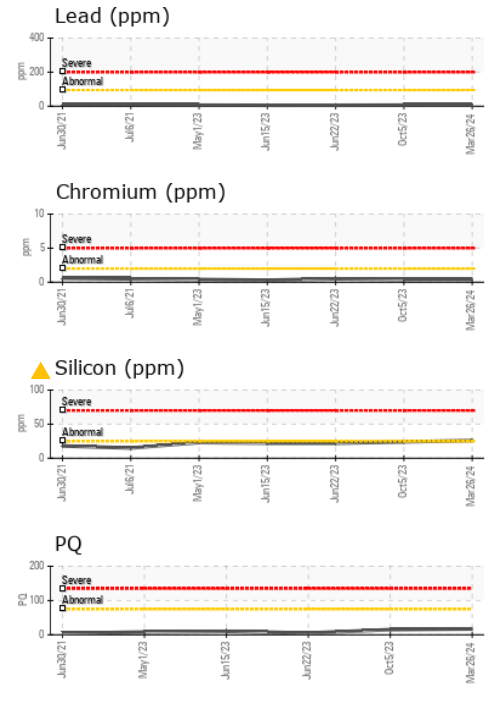 Lead (ppm)
400
200
0
ppm
Severe
Abnormal
Jun30/21
Jul6/21
May1/23
Jun15/23
Jun22/23
Oct5/23
Mar26/24
Chromium (ppm)
10
5
0
ppm
Severe
Abnormal
Jun30/21
Jul6/21
May1/23
Jun15/23
Jun22/23
Oct5/23
Mar26/24
Silicon (ppm)
100
50
0
ppm
Severe
Abnormal
Jun30/21
Jul6/21
May1/23
Jun15/23
Jun22/23
Oct5/23
Mar26/24
PQ
200
100
0
PQ
Severe
Abnormal
Jun30/21
May1/23
Jun15/23
Jun22/23
Oct5/23
Mar26/24